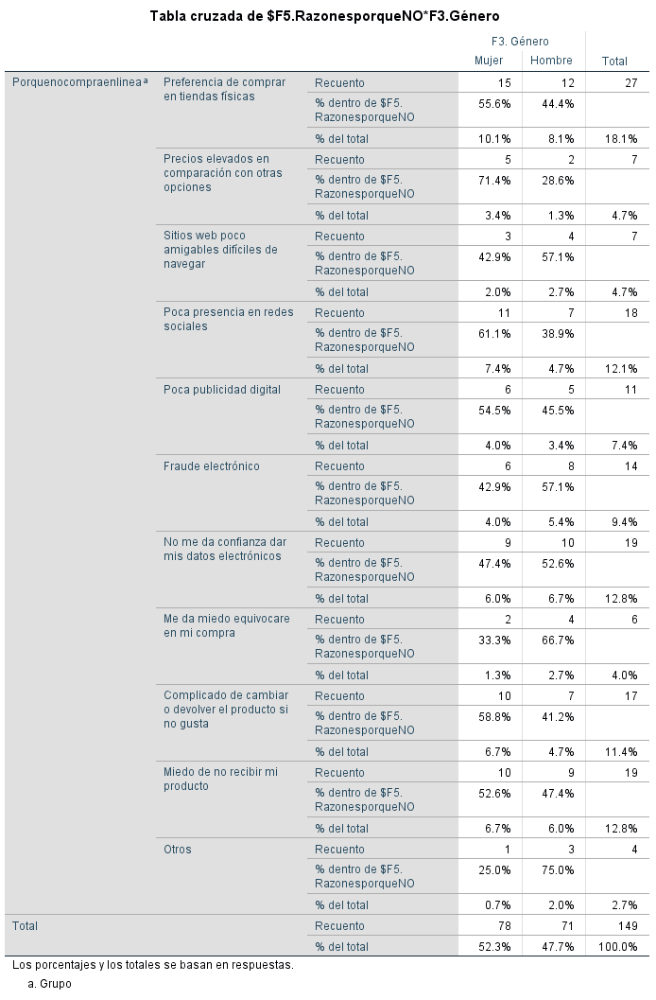 Tabla cruzada de $F5.RazonesporqueNO*F3.Género
F3. Género
Mujer Hombre Total
Porquenocompraenlinea a Preferencia de comprar en tiendas físicas Recuento 15 12 27
% dentro de $F5. RazonesporqueNO 55.6% 44.4%
% del total 10.1% 8.1% 18.1%
Precios elevados en comparación con otras opciones Recuento 5 2 7
% dentro de $F5. RazonesporqueNO 71.4% 28.6%
% del total 3.4% 1.3% 4.7%
Sitios web poco amigables difíciles de navegar Recuento 3 4 7
% dentro de $F5. RazonesporqueNO 42.9% 57.1%
% del total 2.0% 2.7% 4.7%
Poca presencia en redes sociales Recuento 11 7 18
% dentro de $F5. RazonesporqueNO 61.1% 38.9%
% del total 7.4% 4.7% 12.1%
Poca publicidad digital Recuento 6 5 11
% dentro de $F5. RazonesporqueNO 54.5% 45.5%
% del total 4.0% 3.4% 7.4%
Fraude electrónico Recuento 6 8 14
% dentro de $F5. RazonesporqueNO 42.9% 57.1%
% del total 4.0% 5.4% 9.4%
No me da confianza dar mis datos electrónicos Recuento 9 10 19
% dentro de $F5. RazonesporqueNO 47.4% 52.6%
% del total 6.0% 6.7% 12.8%
Me da miedo equivocare en mi compra Recuento 2 4 6
% dentro de $F5. RazonesporqueNO 33.3% 66.7%
% del total 1.3% 2.7% 4.0%
Complicado de cambiar o devolver el producto si no gusta Recuento 10 7 17
% dentro de $F5. RazonesporqueNO 58.8% 41.2%
% del total 6.7% 4.7% 11.4%
Miedo de no recibir mi producto Recuento 10 9 19
% dentro de $F5. RazonesporqueNO 52.6% 47.4%
% del total 6.7% 6.0% 12.8%
Otros Recuento 1 3 4
% dentro de $F5. RazonesporqueNO 25.0% 75.0%
% del total 0.7% 2.0% 2.7%
Total Recuento 78 71 149
% del total 52.3% 47.7% 100.0%
Los porcentajes y los totales se basan en respuestas.
a. Grupo